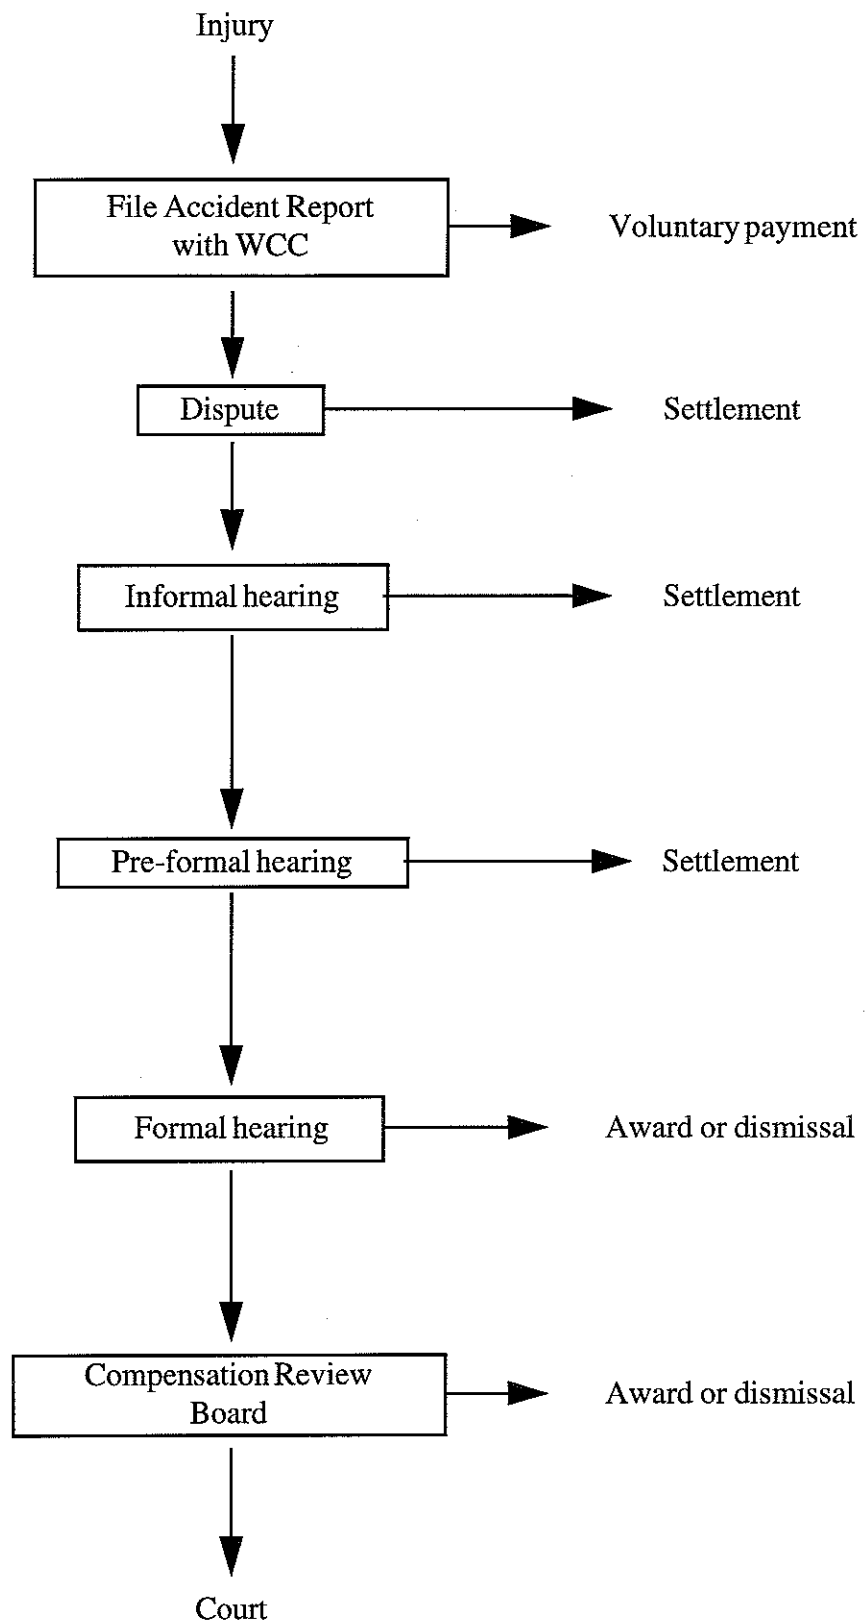 Injury
File Accident Report
with WCC
Voluntary payment
Dispute
Settlement
Informal hearing
Settlement
Pre-formal hearing
Settlement
Formal hearing
Award or dismissal
Compensation Review
Board
Award or dismissal
Court